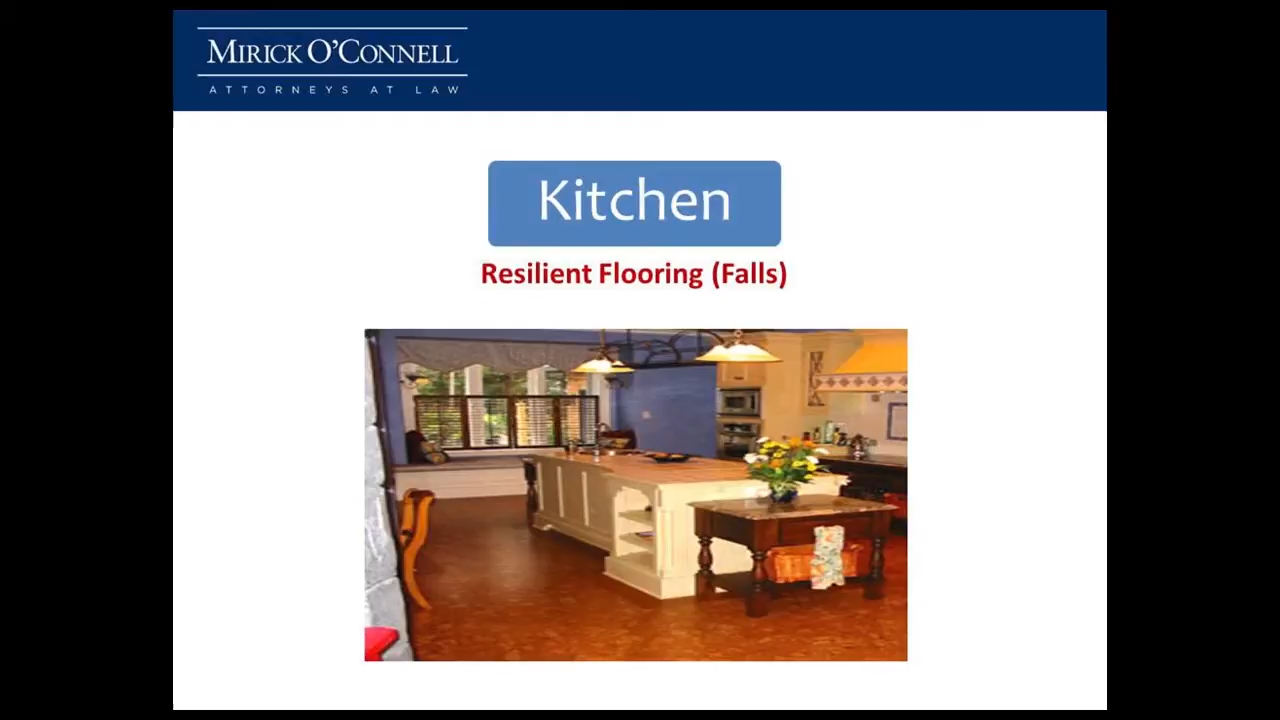 MIRICK O'CONNELL
ATTORNEYS AT LAW
Kitchen
Resilient Flooring (Falls)